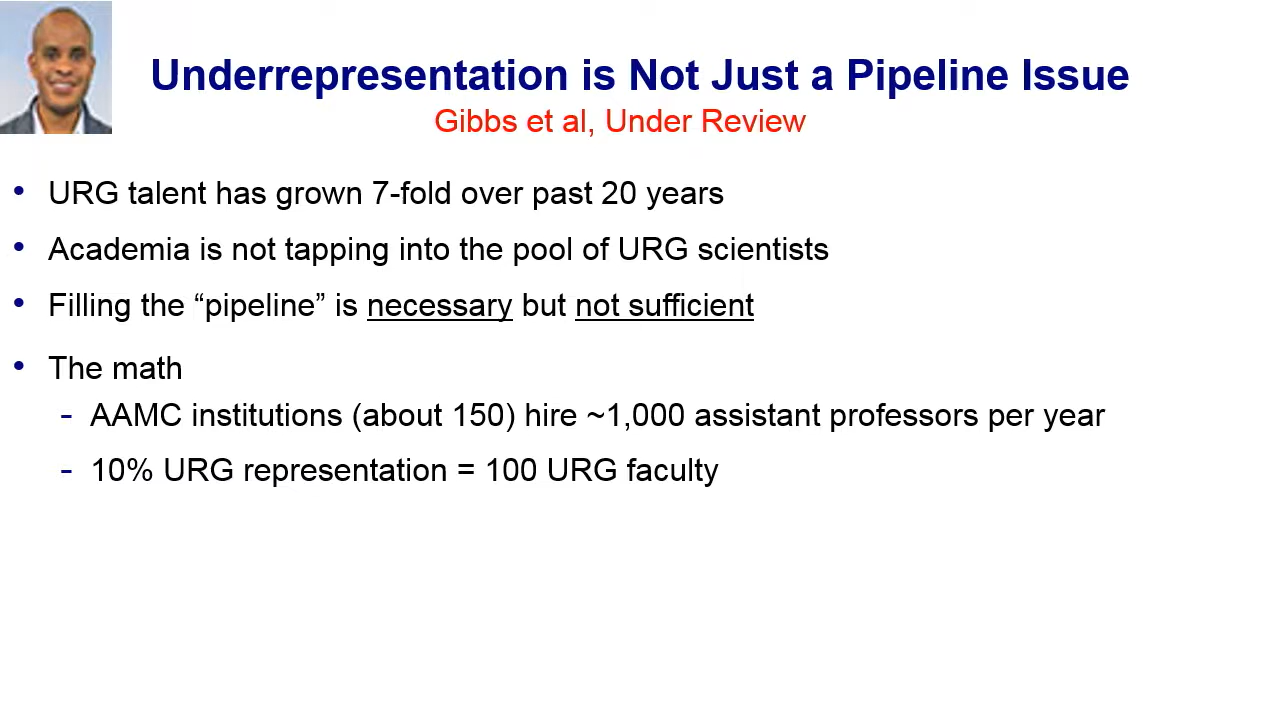 Underrepresentation is Not Just a Pipeline Issue
Gibbs et al, Under Review
• URG talent has grown 7-fold over past 20 years
• Academia is not tapping into the pool of URG scientists
• Filling the “pipeline” is necessary but not sufficient
• The math
- AAMC institutions (about 150) hire ~1,000 assistant professors per year
- 10% URG representation = 100 URG faculty